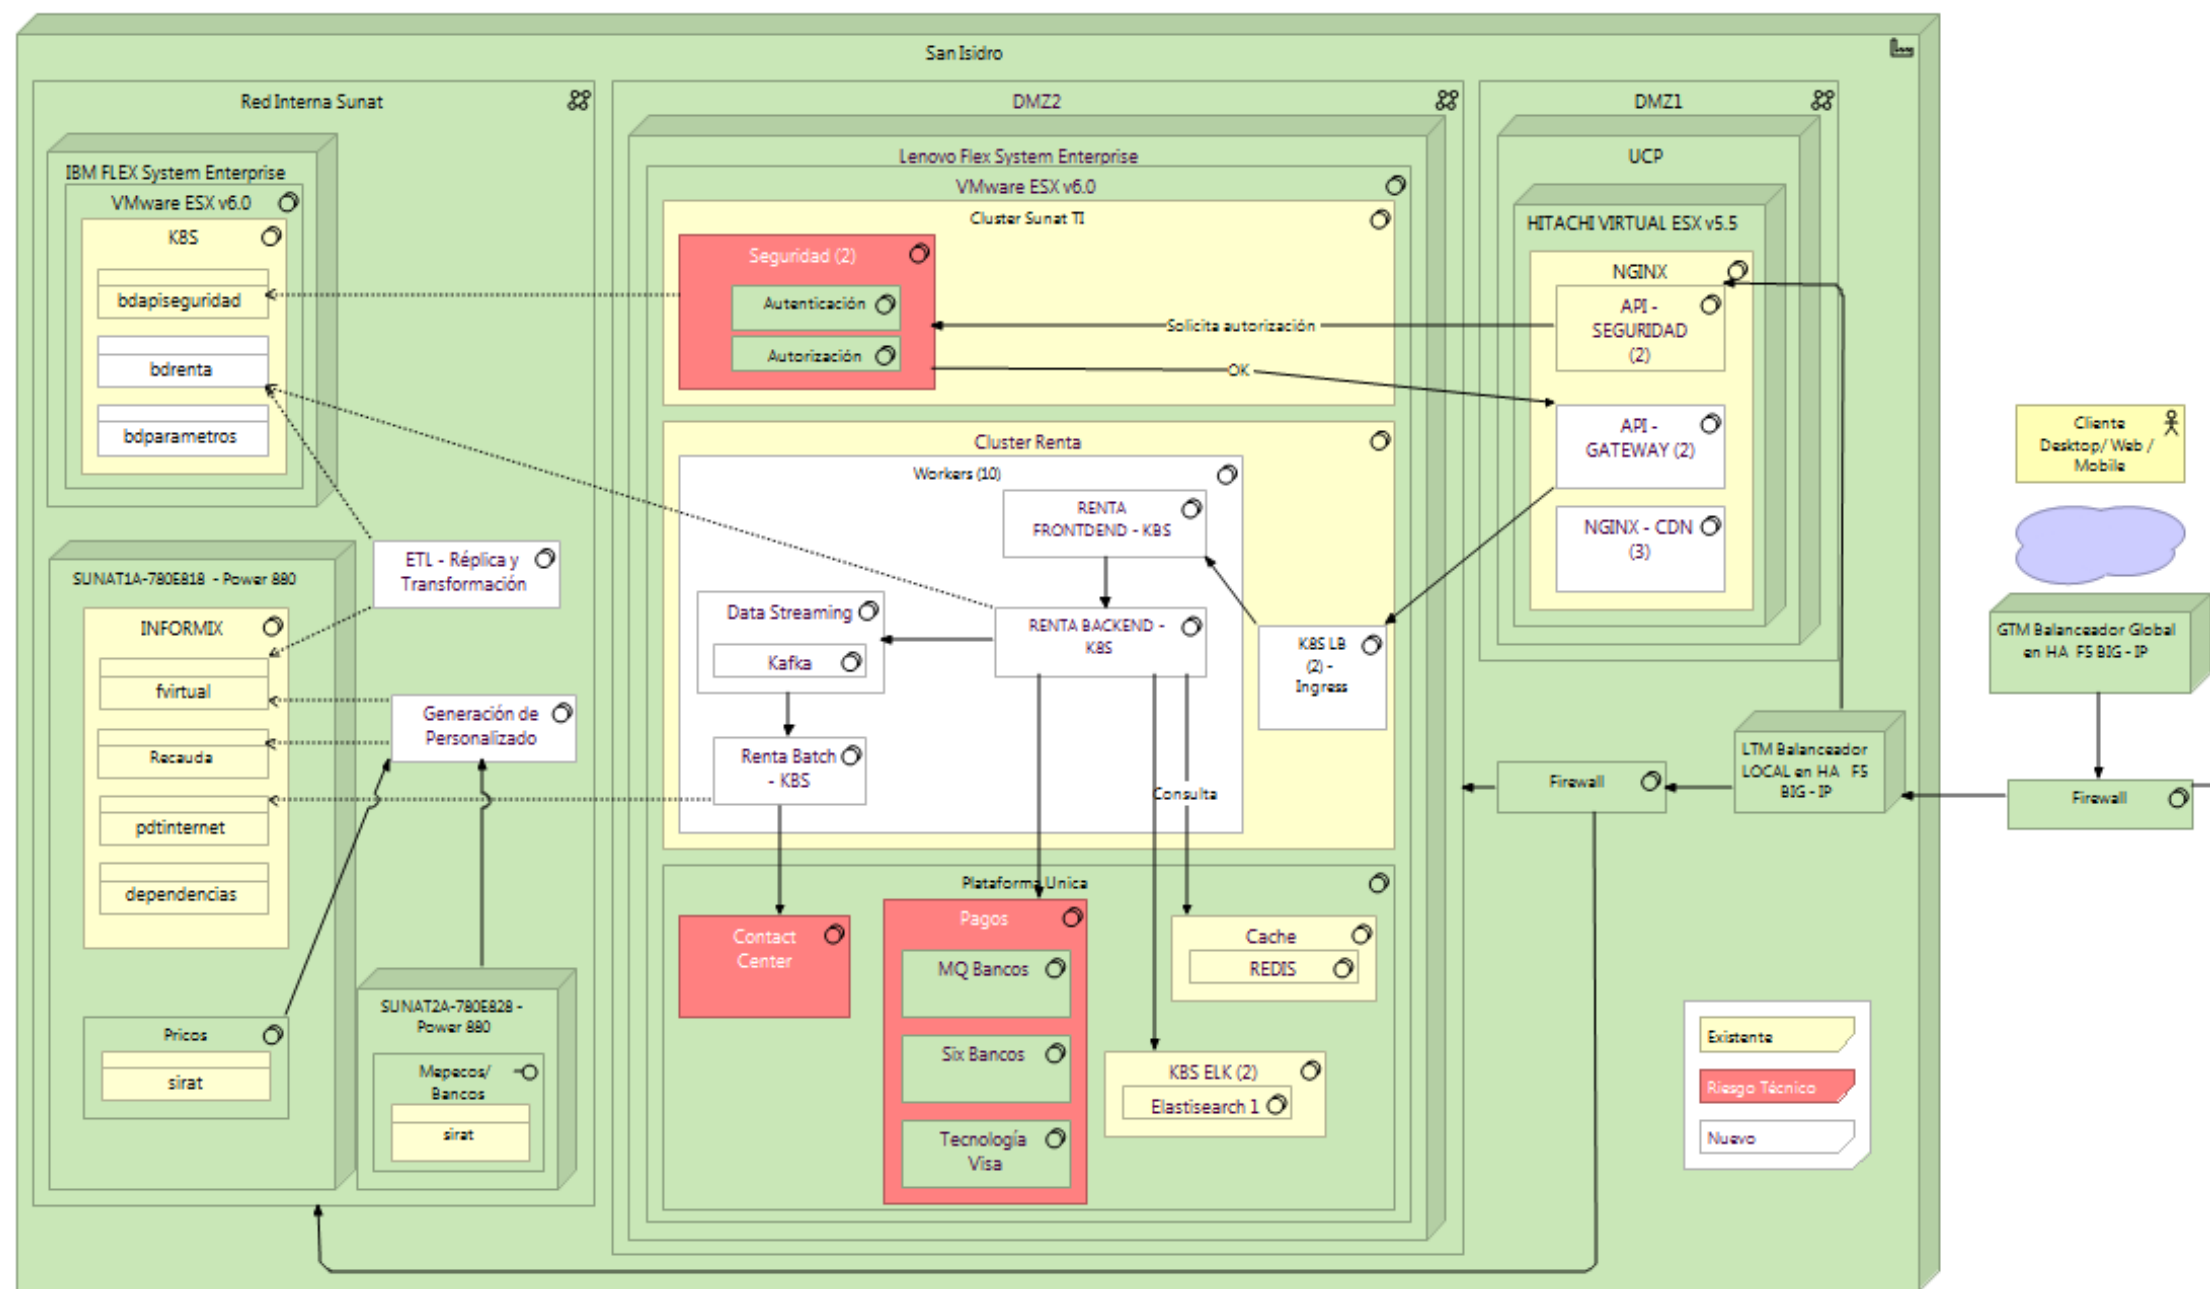 San Isidro
Red Interna Sunat
IBM FLEX System Enterprise
VMware ESX v6.0
K8S
bdapiseguridad
bdrenta
bdparametros
ETL - Réplica y
Transformación
SUNAT1A-780E818 - Power 880
INFORMIX
fvirtual
Recauda
pdtinternet
dependencias
Generación de
Personalizado
Pricos
sirat
SUNAT2A-780E828 -
Power 880
Mepecos/
Bancos
sirat
DMZ2
Lenovo Flex System Enterprise
VMware ESX v6.0
Cluster Sunat TI
Seguridad (2)
Autenticación
Autorización
Solicita autorización
OK
Cluster Renta
Workers (10)
RENTA
FRONTDEND - KBS
Data Streaming
Kafka
RENTA BACKEND -
K8S
K8S LB
(2) -
Ingress
Renta Batch
- KBS
Consulta
Plataforma Unica
Contact
Center
Pagos
MQ Bancos
Six Bancos
Tecnología
Visa
Cache
REDIS
KBS ELK (2)
Elastisearch 1
DMZ1
UCP
HITACHI VIRTUAL ESX v5.5
NGINX
API -
SEGURIDAD
(2)
API -
GATEWAY (2)
NGINX - CDN
(3)
Firewall
LTM Balanceador
LOCAL en HA F5
BIG - IP
Cliente
Desktop/ Web /
Mobile
GTM Balanceador Global
en HA F5 BIG - IP
Firewall
Existente
Riesgo Técnico
Nuevo